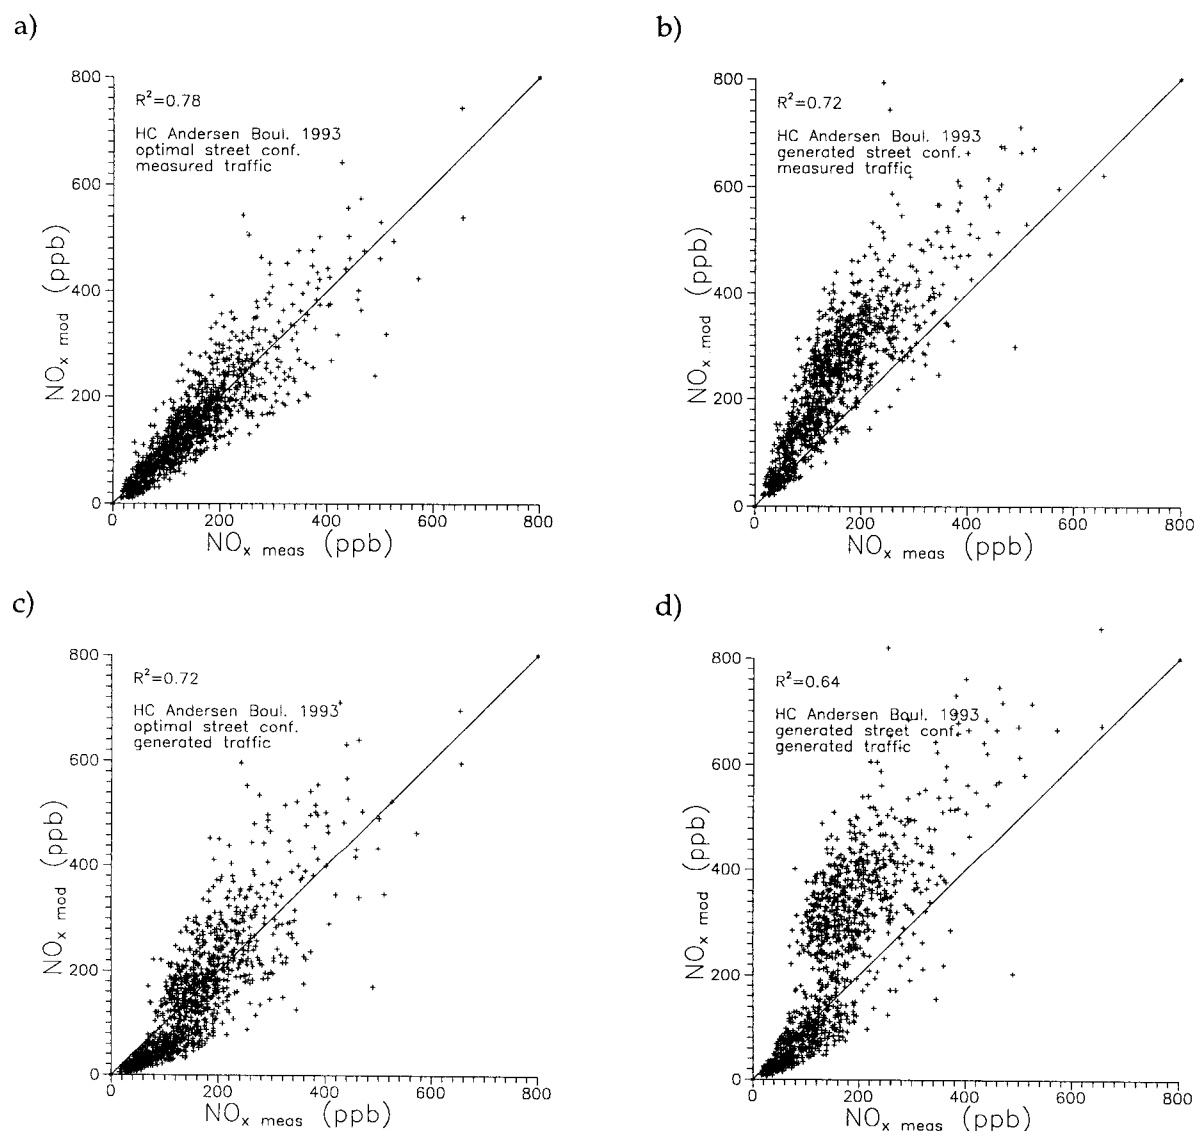 a)
800
600
400
200
0
NOx mod (ppb)
R²=0.78
HC Andersen Boul. 1993
optimal street conf.
measured traffic
0 200 400 600 800
NOx meas (ppb)
b)
800
600
400
200
0
NOx mod (ppb)
R²=0.72
HC Andersen Boul. 1993
generated street conf.
measured traffic
0 200 400 600 800
NOx meas (ppb)
c)
800
600
400
200
0
NOx mod (ppb)
R²=0.72
HC Andersen Boul. 1993
optimal street conf.
generated traffic
0 200 400 600 800
NOx meas (ppb)
d)
800
600
400
200
0
NOx mod (ppb)
R²=0.64
HC Andersen Boul. 1993
generated street conf.
generated traffic
0 200 400 600 800
NOx meas (ppb)